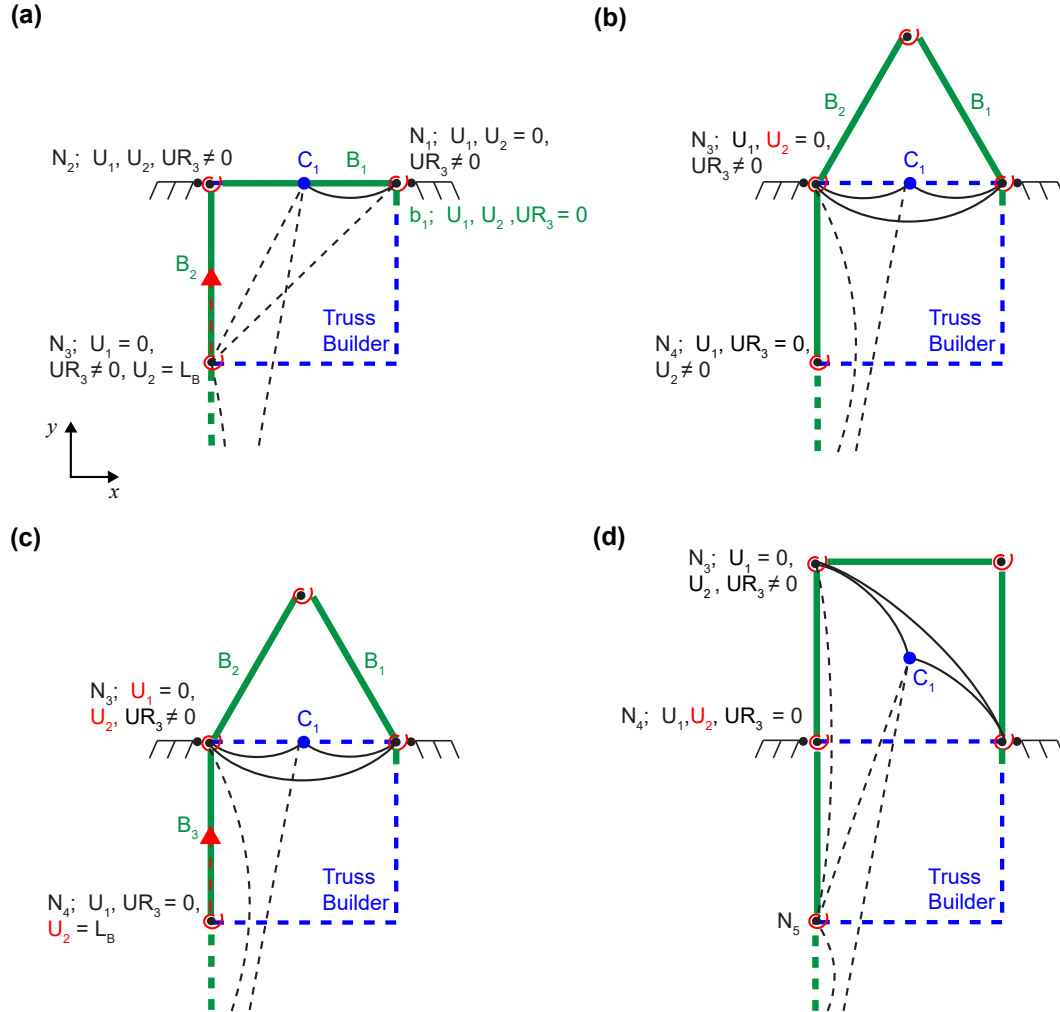 (a)
N₂; U₁, U₂, UR₃ ≠ 0
C₁
B₁
N₁; U₁, U₂ = 0,
UR₃ ≠ 0
b₁; U₁, U₂ ,UR₃ = 0
B₂
Truss
Builder
N₃; U₁ = 0,
UR₃ ≠ 0, U₂ = L_B
y
x
(b)
B₂
B₁
N₃; U₁, U₂ = 0,
UR₃ ≠ 0
C₁
Truss
Builder
N₄; U₁, UR₃ = 0,
U₂ ≠ 0
(c)
B₂
B₁
N₃; U₁ = 0,
U₂, UR₃ ≠ 0
C₁
B₃
Truss
Builder
N₄; U₁, UR₃ = 0,
U₂ = L_B
(d)
N₃; U₁ = 0,
U₂ , UR₃ ≠ 0
C₁
N₄; U₁,U₂, UR₃ = 0
Truss
Builder
N₅